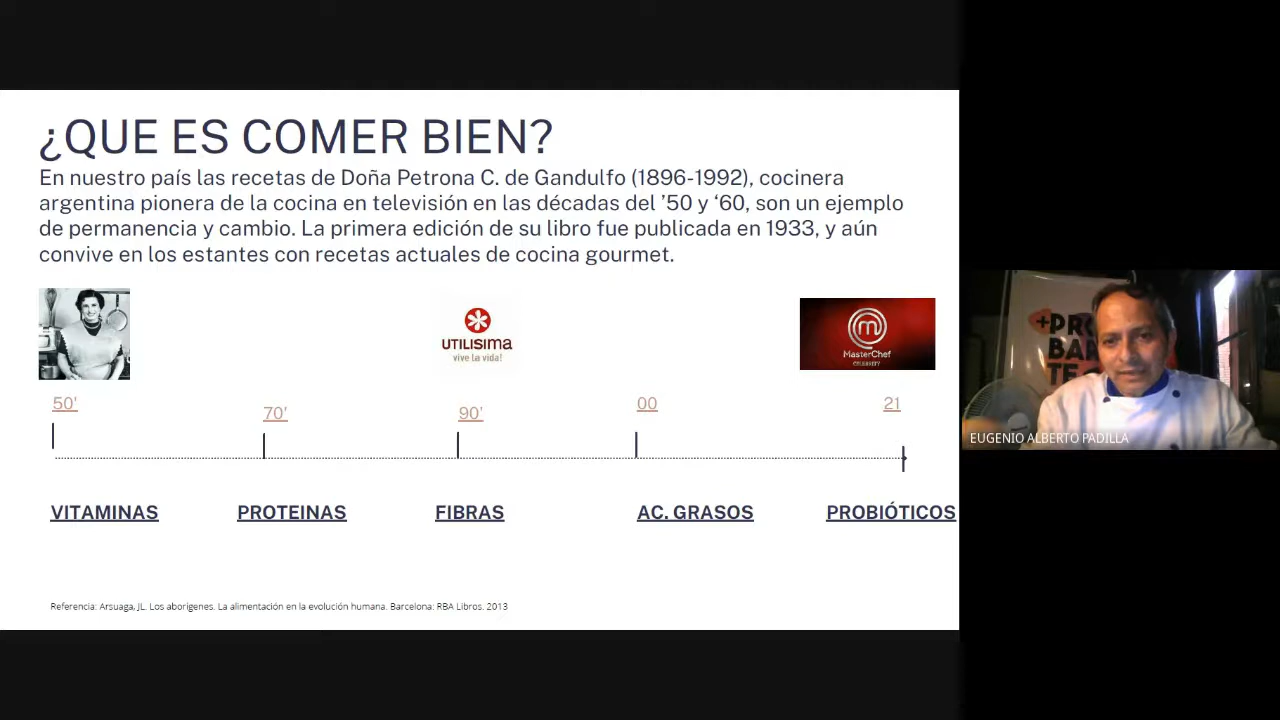 ¿QUE ES COMER BIEN?
En nuestro país las recetas de Doña Petrona C. de Gandulfo (1896-1992), cocinera
argentina pionera de la cocina en televisión en las décadas del ’50 y ‘60, son un ejemplo
de permanencia y cambio. La primera edición de su libro fue publicada en 1933, y aún
convive en los estantes con recetas actuales de cocina gourmet.
UTILISIMA
vive la vida!
MasterChef
CELEBRITY
50'
70'
90'
00
21
VITAMINAS
PROTEINAS
FIBRAS
AC. GRASOS
PROBIÓTICOS
Referencia: Arsuaga, JL. Los aborígenes. La alimentación en la evolución humana. Barcelona: RBA Libros. 2013
+PRO
BAR
TE
EUGENIO ALBERTO PADILLA